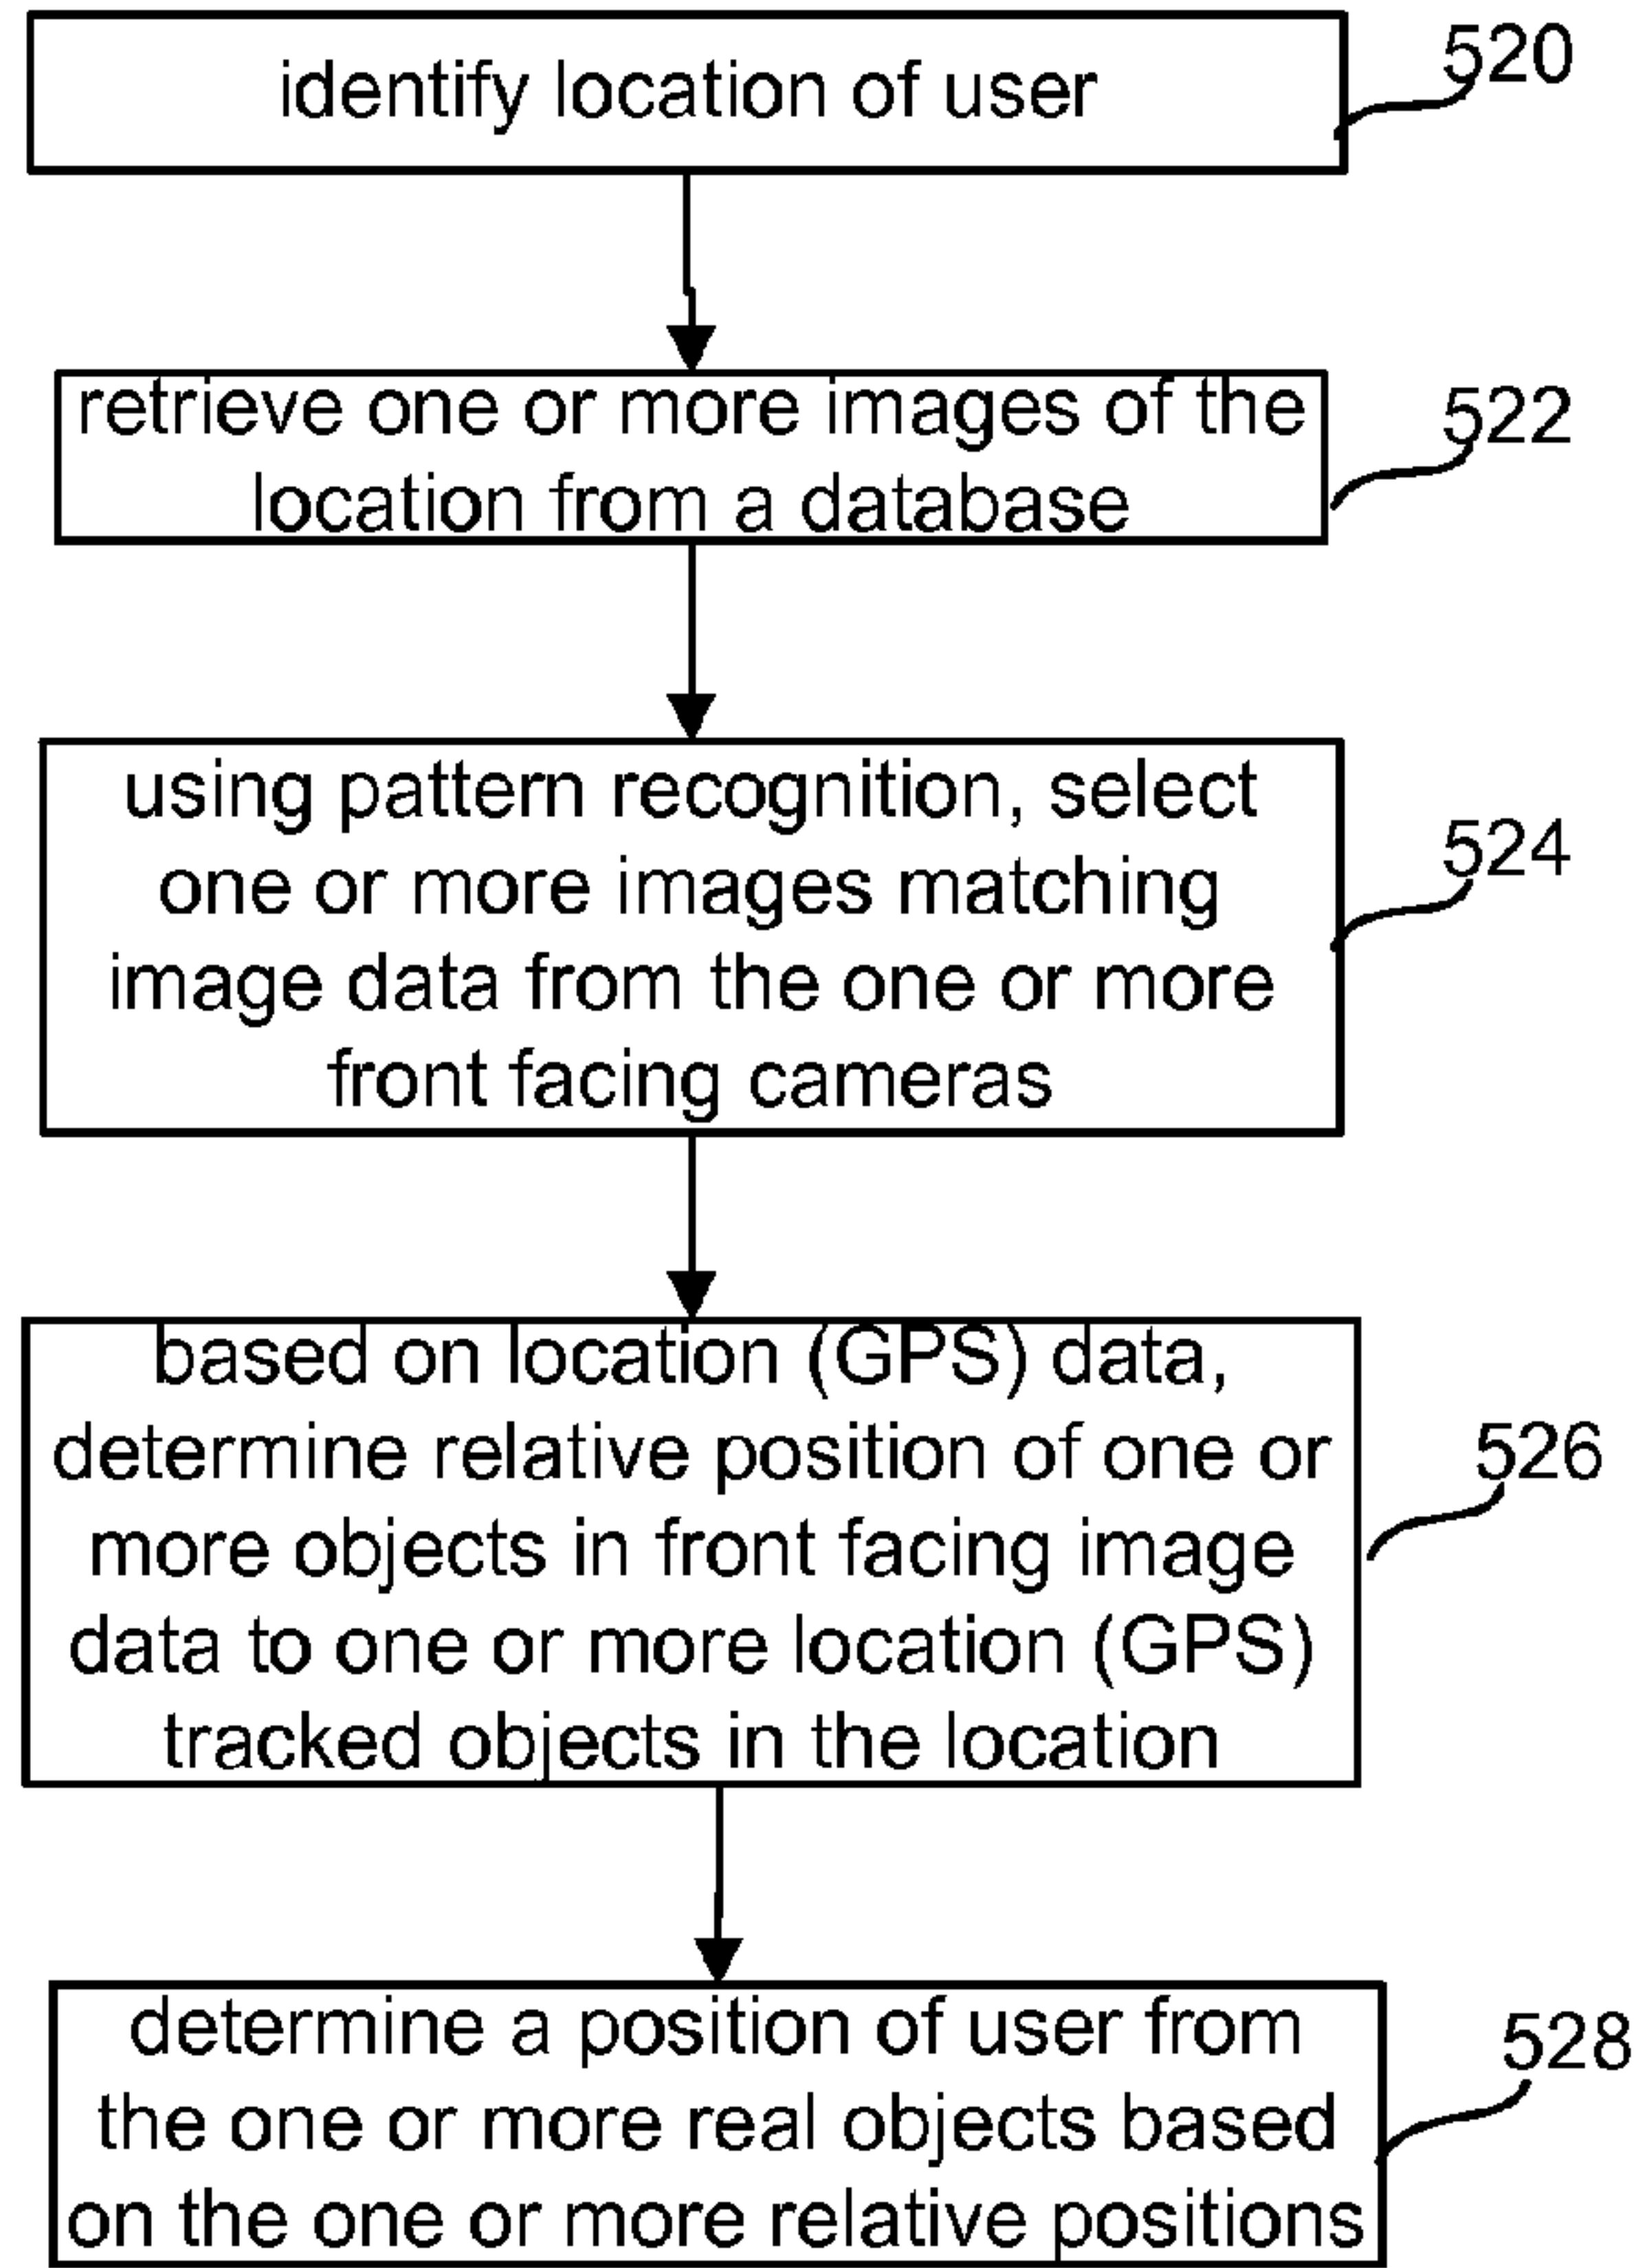 identify location of user
520
retrieve one or more images of the
location from a database
522
using pattern recognition, select
one or more images matching
image data from the one or more
front facing cameras
524
based on location (GPS) data,
determine relative position of one or
more objects in front facing image
data to one or more location (GPS)
tracked objects in the location
526
determine a position of user from
the one or more real objects based
on the one or more relative positions
528